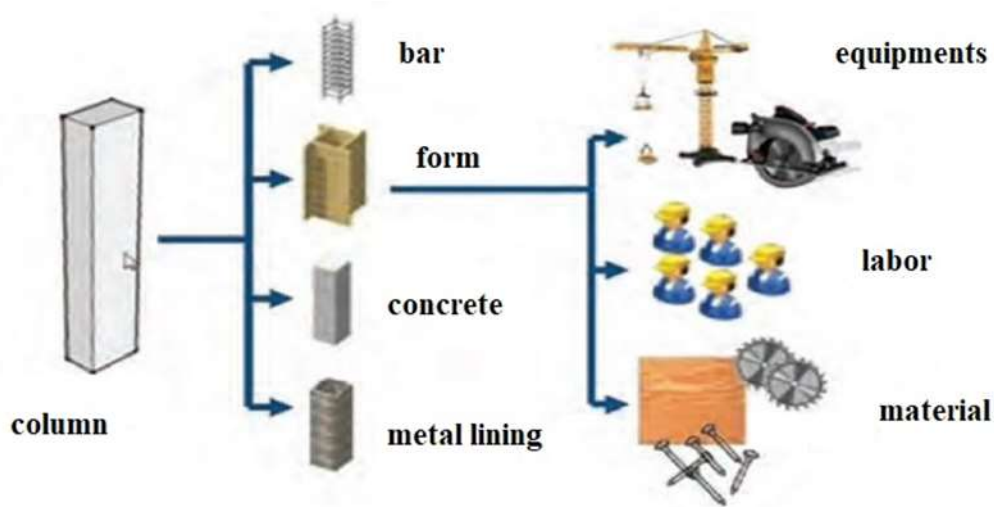 bar
equipments
form
labor
concrete
column
metal lining
material